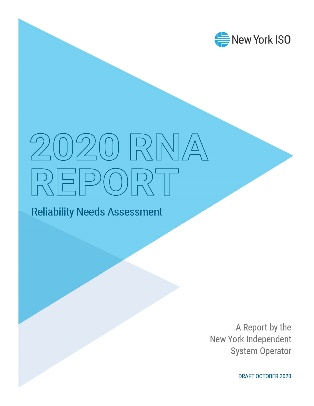 New York ISO
2020 RNA
REPORT
Reliability Needs Assessment
A Report by the
New York Independent
System Operator
DRAFT OCTOBER 2020